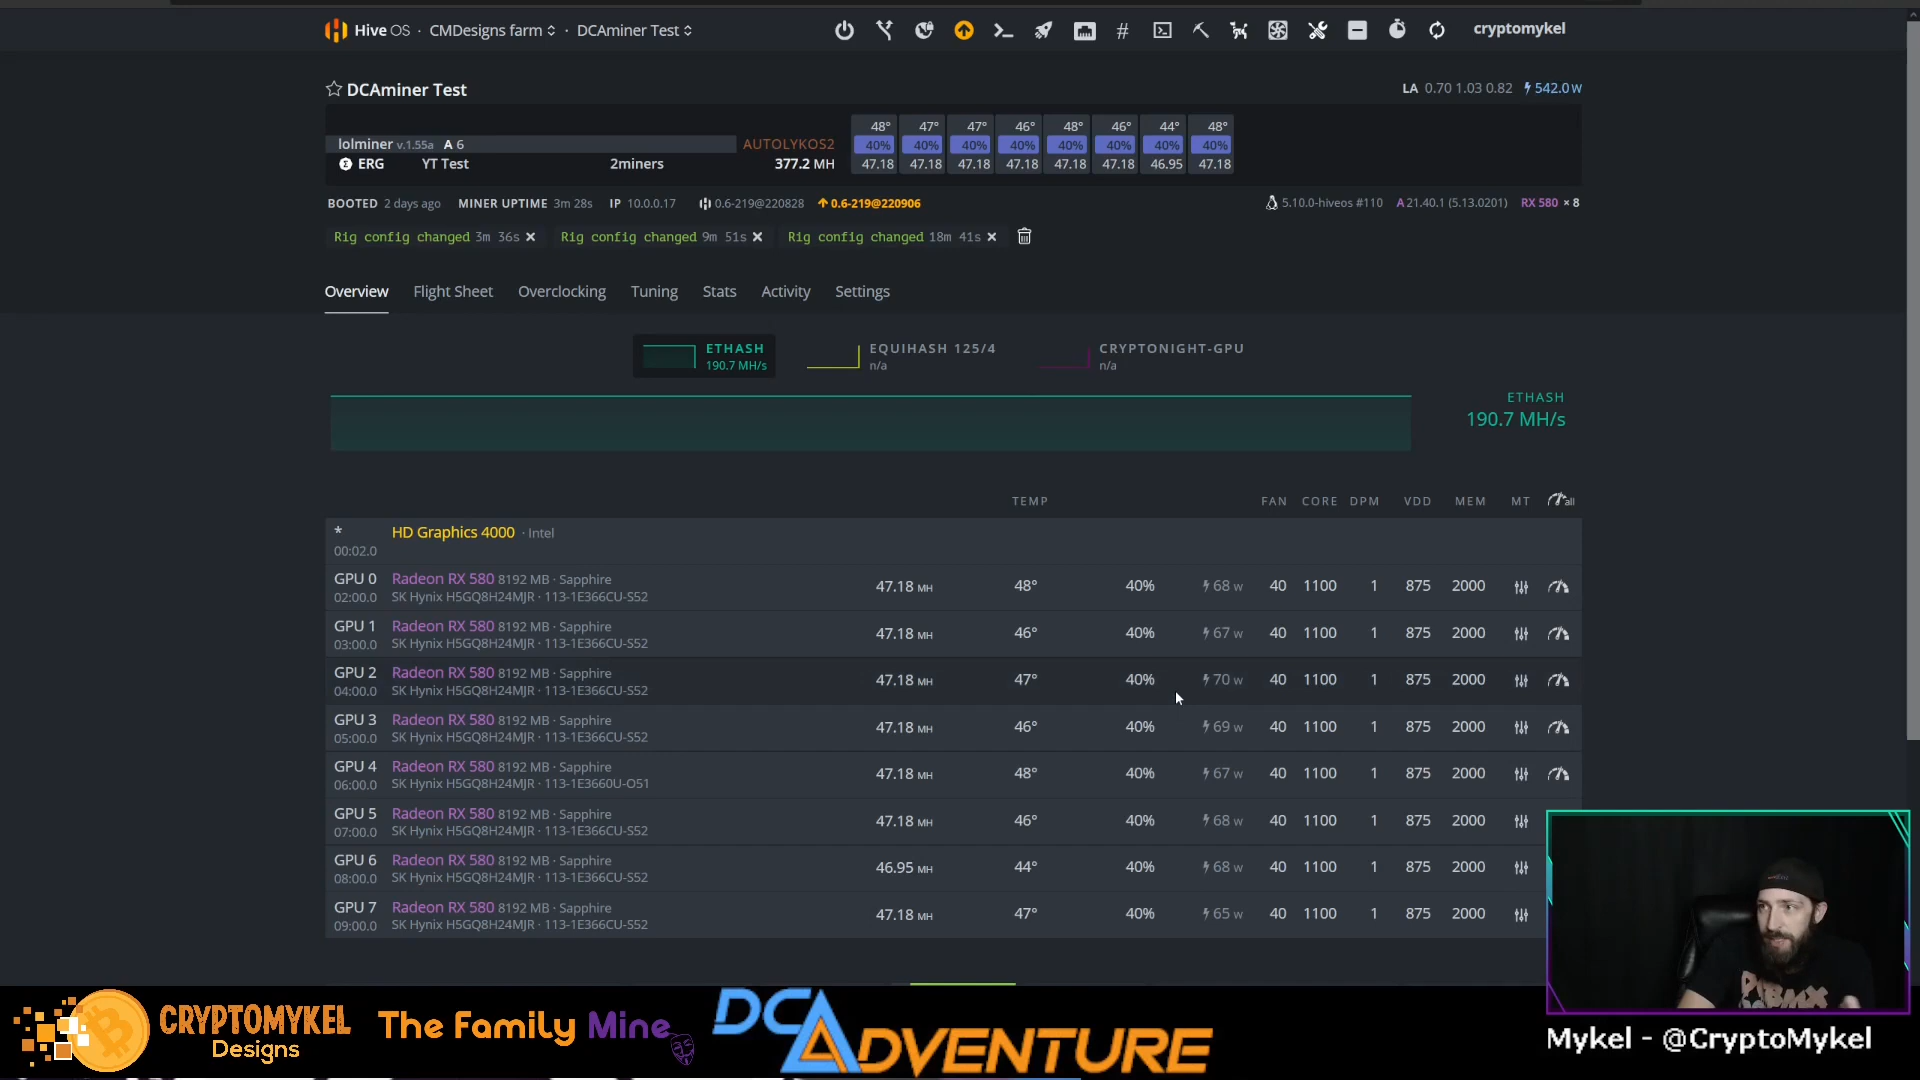 Hive OS · CMDesigns farm · DCAminer Test
cryptomykel
DCAminer Test
LA 0.70 1.03 0.82 542.0 W
48° 47° 47° 46° 48° 46° 44° 48°
lolminer v.1.55a A 6 AUTOLYKOS2 40% 40% 40% 40% 40% 40% 40% 40%
ERG YT Test 2miners 377.2 MH 47.18 47.18 47.18 47.18 47.18 47.18 46.95 47.18
BOOTED 2 days ago MINER UPTIME 3m 28s IP 10.0.0.17 0.6-219@220828 0.6-219@220906 5.10.0-hiveos #110 A 21.40.1 (5.13.0201) RX 580 × 8
Rig config changed 3m 36s × Rig config changed 9m 51s × Rig config changed 18m 41s ×
Overview Flight Sheet Overclocking Tuning Stats Activity Settings
ETHASH EQUIHASH 125/4 CRYPTONIGHT-GPU
190.7 MH/s n/a n/a
ETHASH
190.7 MH/s
TEMP FAN CORE DPM VDD MEM MT all
* HD Graphics 4000 · Intel
00:02.0
GPU 0 Radeon RX 580 8192 MB · Sapphire 47.18 MH 48° 40% 68 W 40 1100 1 875 2000
02:00.0 SK Hynix H5GQ8H24MJR · 113-1E366CU-S52
GPU 1 Radeon RX 580 8192 MB · Sapphire 47.18 MH 46° 40% 67 W 40 1100 1 875 2000
03:00.0 SK Hynix H5GQ8H24MJR · 113-1E366CU-S52
GPU 2 Radeon RX 580 8192 MB · Sapphire 47.18 MH 47° 40% 70 W 40 1100 1 875 2000
04:00.0 SK Hynix H5GQ8H24MJR · 113-1E366CU-S52
GPU 3 Radeon RX 580 8192 MB · Sapphire 47.18 MH 46° 40% 69 W 40 1100 1 875 2000
05:00.0 SK Hynix H5GQ8H24MJR · 113-1E366CU-S52
GPU 4 Radeon RX 580 8192 MB · Sapphire 47.18 MH 48° 40% 67 W 40 1100 1 875 2000
06:00.0 SK Hynix H5GQ8H24MJR · 113-1E3660U-O51
GPU 5 Radeon RX 580 8192 MB · Sapphire 47.18 MH 46° 40% 68 W 40 1100 1 875 2000
07:00.0 SK Hynix H5GQ8H24MJR · 113-1E366CU-S52
GPU 6 Radeon RX 580 8192 MB · Sapphire 46.95 MH 44° 40% 68 W 40 1100 1 875 2000
08:00.0 SK Hynix H5GQ8H24MJR · 113-1E366CU-S52
GPU 7 Radeon RX 580 8192 MB · Sapphire 47.18 MH 47° 40% 65 W 40 1100 1 875 2000
09:00.0 SK Hynix H5GQ8H24MJR · 113-1E366CU-S52
CRYPTOMYKEL
Designs
The Family Mine
DCADVENTURE
Mykel - @CryptoMykel